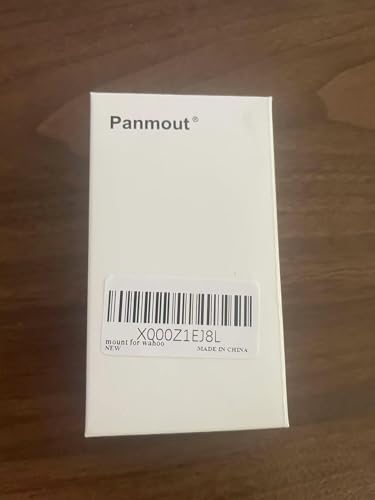 Panmout®
X000Z1EJ8L
mount for wahoo
NEW MADE IN CHINA